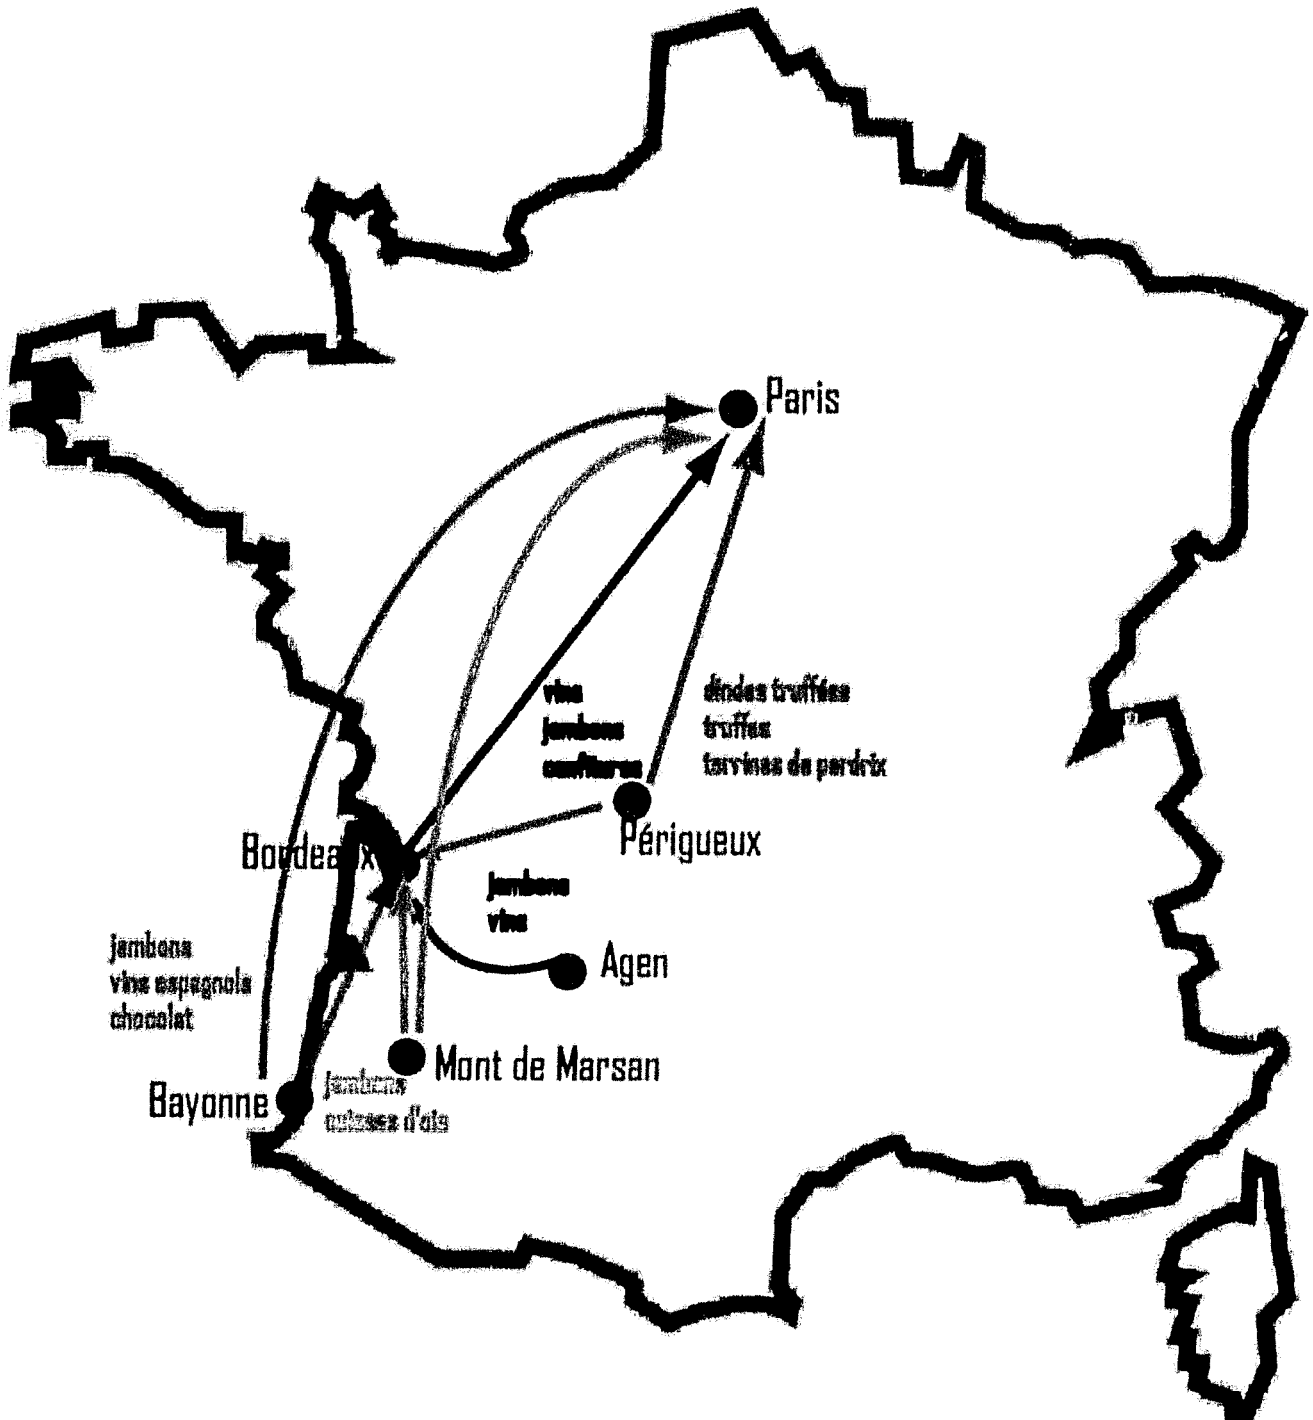 Paris
vins
jambons
confitures
dindes truffées
truffes
terrines de perdrix
Périgueux
Bordeaux
jambons
vins
Agen
jambons
vins espagnols
chocolat
Mont de Marsan
jambons
cuisses d'oie
Bayonne